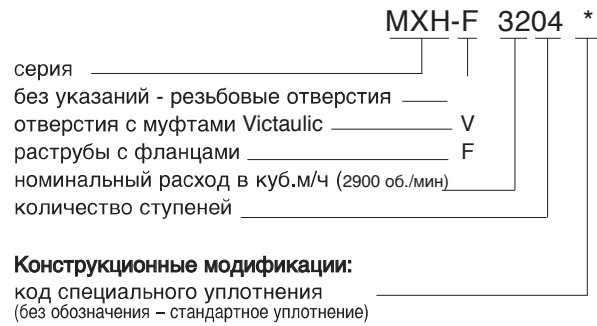 MXH-F 3204 *
серия
без указаний - резьбовые отверстия
отверстия с муфтами Victaulic V
раструбы с фланцами F
номинальный расход в куб.м/ч (2900 об./мин)
количество ступеней
Конструкционные модификации:
код специального уплотнения
(без обозначения – стандартное уплотнение)